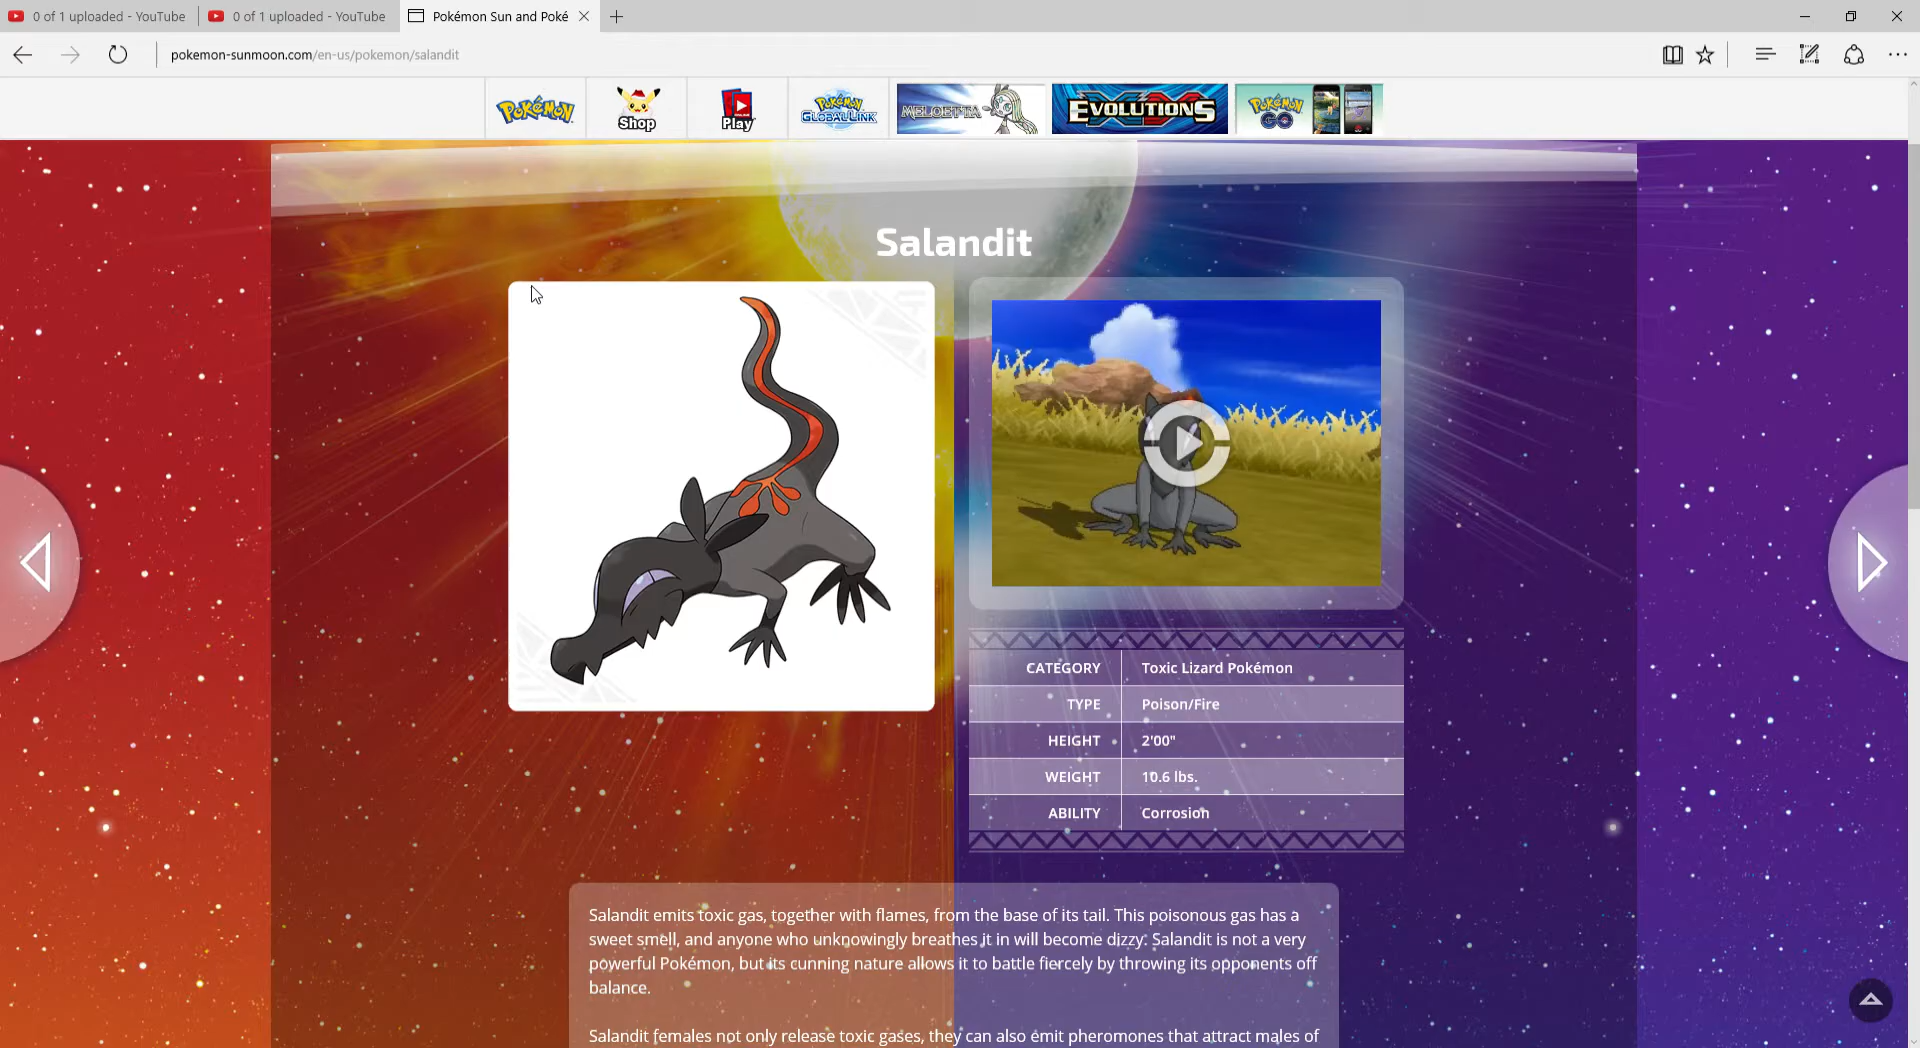 0 of 1 uploaded - YouTube
0 of 1 uploaded - YouTube
Pokémon Sun and Poké
pokemon-sunmoon.com/en-us/pokemon/salandit
POKÉMON
Shop
Play
POKÉMON GLOBAL LINK
MELOETTA
XY EVOLUTIONS
POKÉMON GO
Salandit
CATEGORY Toxic Lizard Pokémon
TYPE Poison/Fire
HEIGHT 2'00"
WEIGHT 10.6 lbs.
ABILITY Corrosion
Salandit emits toxic gas, together with flames, from the base of its tail. This poisonous gas has a
sweet smell, and anyone who unknowingly breathes it in will become dizzy. Salandit is not a very
powerful Pokémon, but its cunning nature allows it to battle fiercely by throwing its opponents off
balance.
Salandit females not only release toxic gases, they can also emit pheromones that attract males of